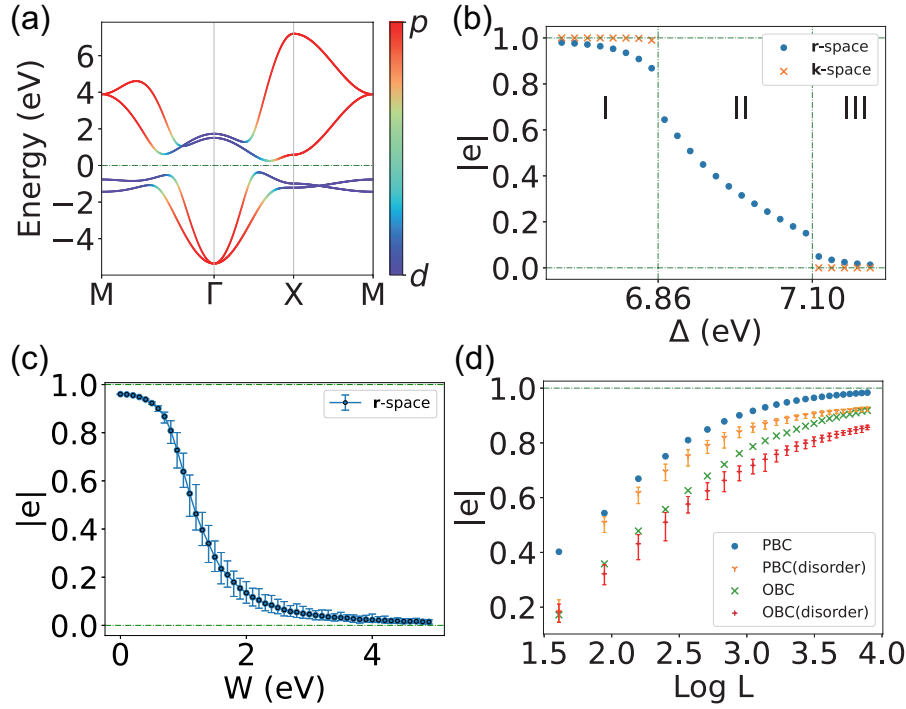 (a)
Energy (eV)
6
4
2
0
−2
−4
M Γ X M
p
d
(b)
|e|
1.0
0.8
0.6
0.4
0.2
0.0
r-space
k-space
I II III
6.86 7.10
Δ (eV)
(c)
|e|
1.0
0.8
0.6
0.4
0.2
0.0
r-space
0 2 4
W (eV)
(d)
|e|
1.0
0.8
0.6
0.4
0.2
PBC
PBC(disorder)
OBC
OBC(disorder)
1.5 2.0 2.5 3.0 3.5 4.0
Log L